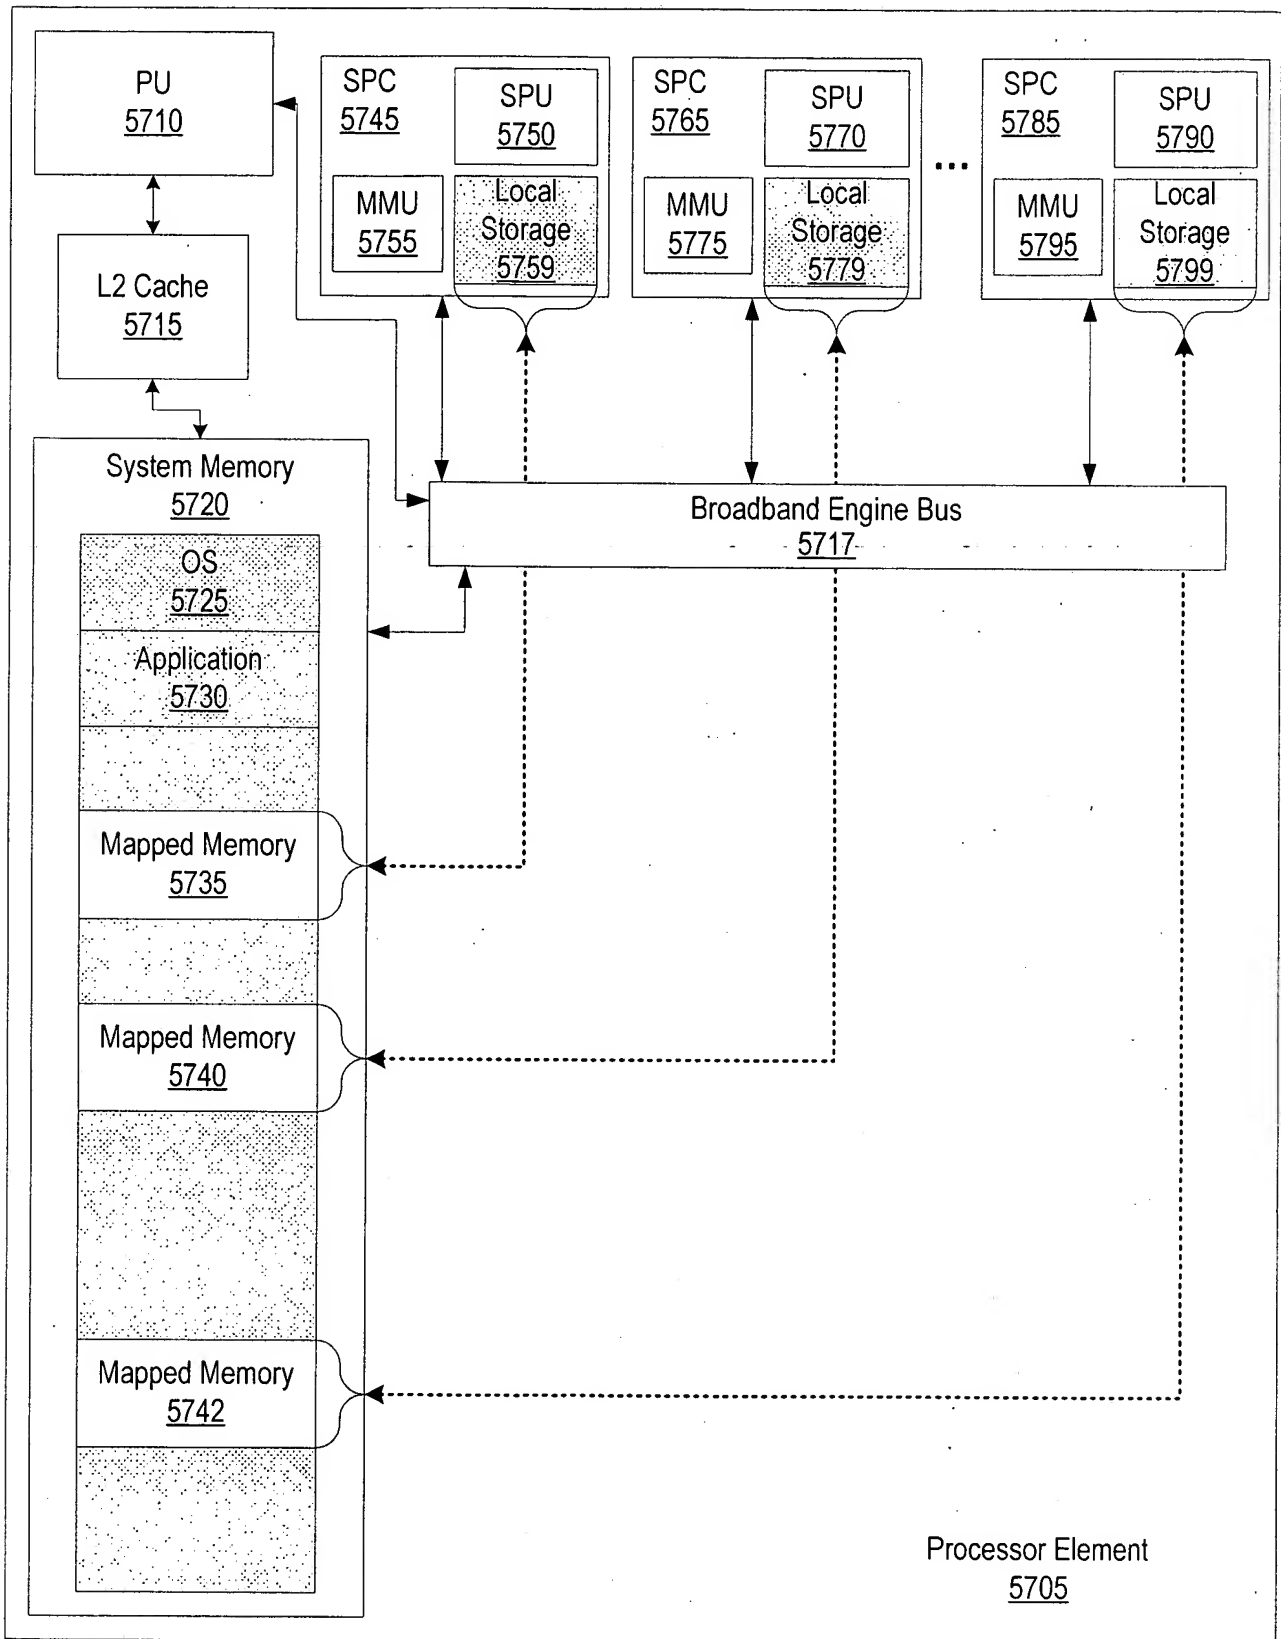 PU
5710
L2 Cache
5715
SPC
5745
SPU
5750
MMU
5755
Local
Storage
5759
SPC
5765
SPU
5770
MMU
5775
Local
Storage
5779
...
SPC
5785
SPU
5790
MMU
5795
Local
Storage
5799
Broadband Engine Bus
5717
System Memory
5720
OS
5725
Application
5730
Mapped Memory
5735
Mapped Memory
5740
Mapped Memory
5742
Processor Element
5705